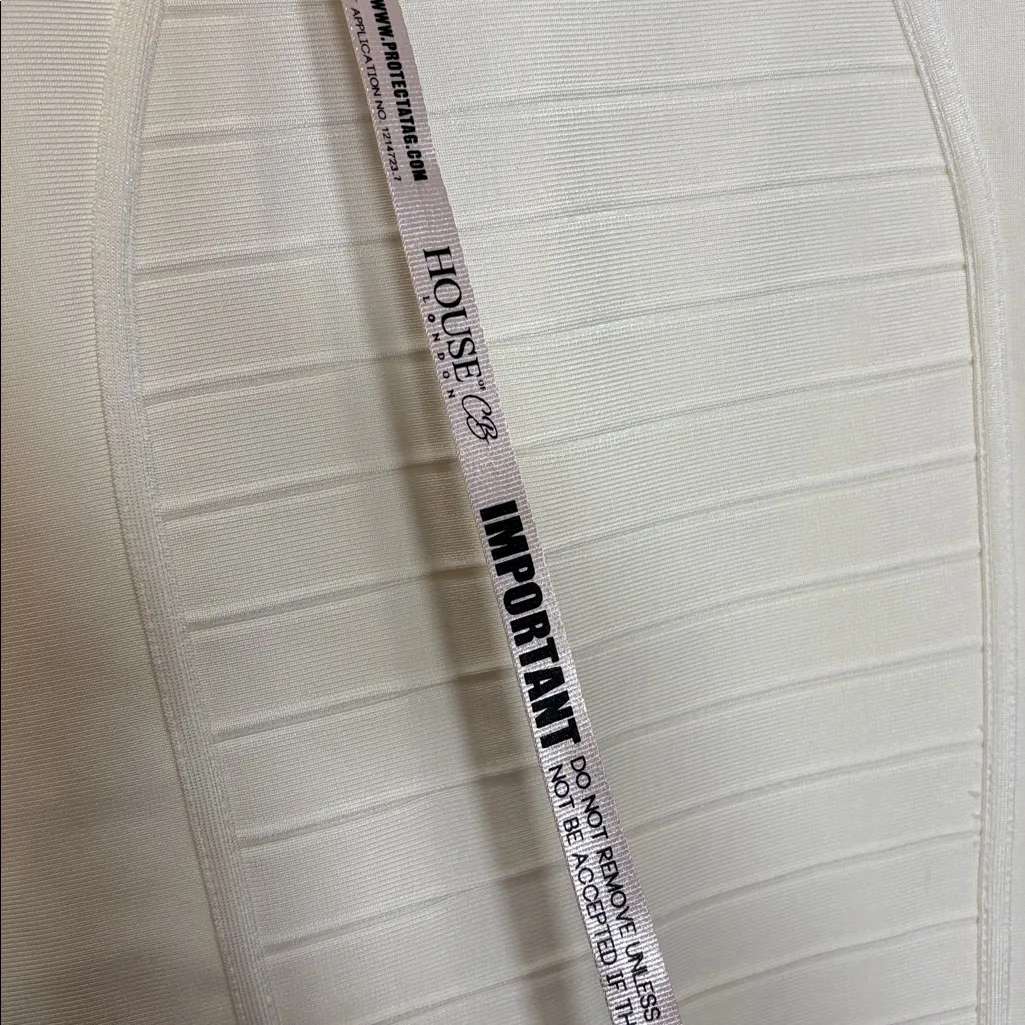 WWW.PROTECTATAG.COM
APPLICATION NO. 1214723.7
HOUSE OF CB
LONDON
IMPORTANT
DO NOT REMOVE UNLESS
NOT BE ACCEPTED IF TH